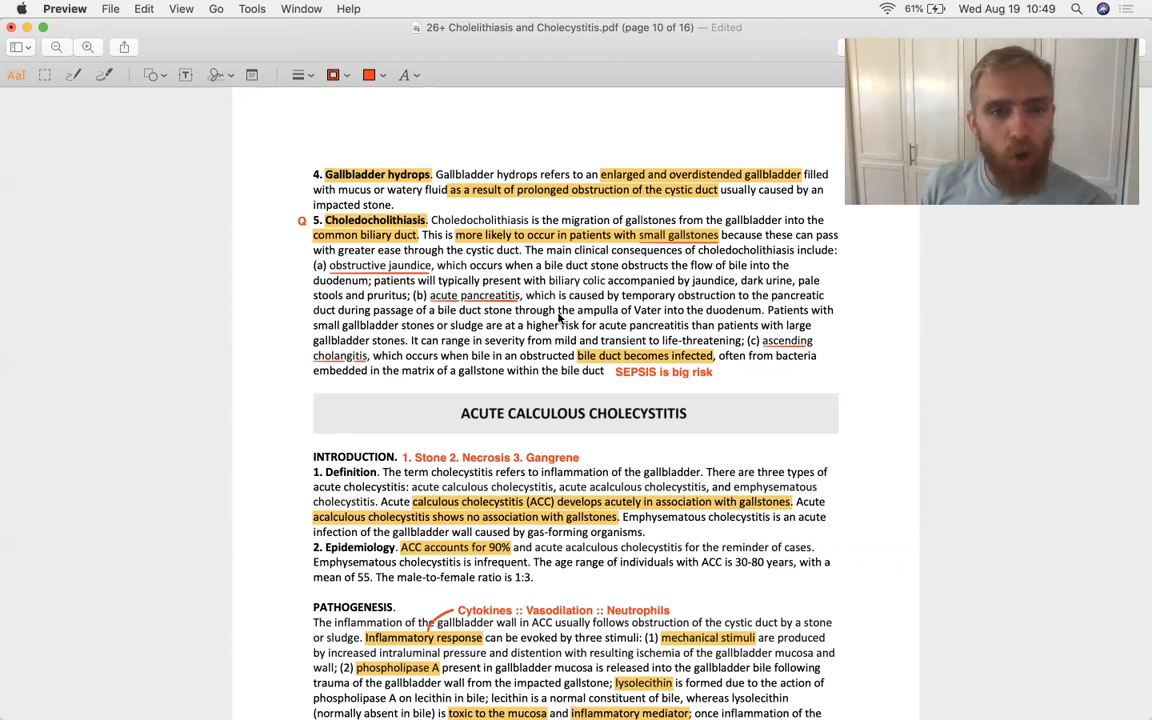 Preview File Edit View Go Tools Window Help 61% Wed Aug 19 10:49
26+ Cholelithiasis and Cholecystitis.pdf (page 10 of 16) — Edited
AaI A
4. Gallbladder hydrops. Gallbladder hydrops refers to an enlarged and overdistended gallbladder filled
with mucus or watery fluid as a result of prolonged obstruction of the cystic duct usually caused by an
impacted stone.
Q 5. Choledocholithiasis. Choledocholithiasis is the migration of gallstones from the gallbladder into the
common biliary duct. This is more likely to occur in patients with small gallstones because these can pass
with greater ease through the cystic duct. The main clinical consequences of choledocholithiasis include:
(a) obstructive jaundice, which occurs when a bile duct stone obstructs the flow of bile into the
duodenum; patients will typically present with biliary colic accompanied by jaundice, dark urine, pale
stools and pruritus; (b) acute pancreatitis, which is caused by temporary obstruction to the pancreatic
duct during passage of a bile duct stone through the ampulla of Vater into the duodenum. Patients with
small gallbladder stones or sludge are at a higher risk for acute pancreatitis than patients with large
gallbladder stones. It can range in severity from mild and transient to life-threatening; (c) ascending
cholangitis, which occurs when bile in an obstructed bile duct becomes infected, often from bacteria
embedded in the matrix of a gallstone within the bile duct SEPSIS is big risk
ACUTE CALCULOUS CHOLECYSTITIS
INTRODUCTION. 1. Stone 2. Necrosis 3. Gangrene
1. Definition. The term cholecystitis refers to inflammation of the gallbladder. There are three types of
acute cholecystitis: acute calculous cholecystitis, acute acalculous cholecystitis, and emphysematous
cholecystitis. Acute calculous cholecystitis (ACC) develops acutely in association with gallstones. Acute
acalculous cholecystitis shows no association with gallstones. Emphysematous cholecystitis is an acute
infection of the gallbladder wall caused by gas-forming organisms.
2. Epidemiology. ACC accounts for 90% and acute acalculous cholecystitis for the reminder of cases.
Emphysematous cholecystitis is infrequent. The age range of individuals with ACC is 30-80 years, with a
mean of 55. The male-to-female ratio is 1:3.
PATHOGENESIS.
Cytokines :: Vasodilation :: Neutrophils
The inflammation of the gallbladder wall in ACC usually follows obstruction of the cystic duct by a stone
or sludge. Inflammatory response can be evoked by three stimuli: (1) mechanical stimuli are produced
by increased intraluminal pressure and distention with resulting ischemia of the gallbladder mucosa and
wall; (2) phospholipase A present in gallbladder mucosa is released into the gallbladder bile following
trauma of the gallbladder wall from the impacted gallstone; lysolecithin is formed due to the action of
phospholipase A on lecithin in bile; lecithin is a normal constituent of bile, whereas lysolecithin
(normally absent in bile) is toxic to the mucosa and inflammatory mediator; once inflammation of the